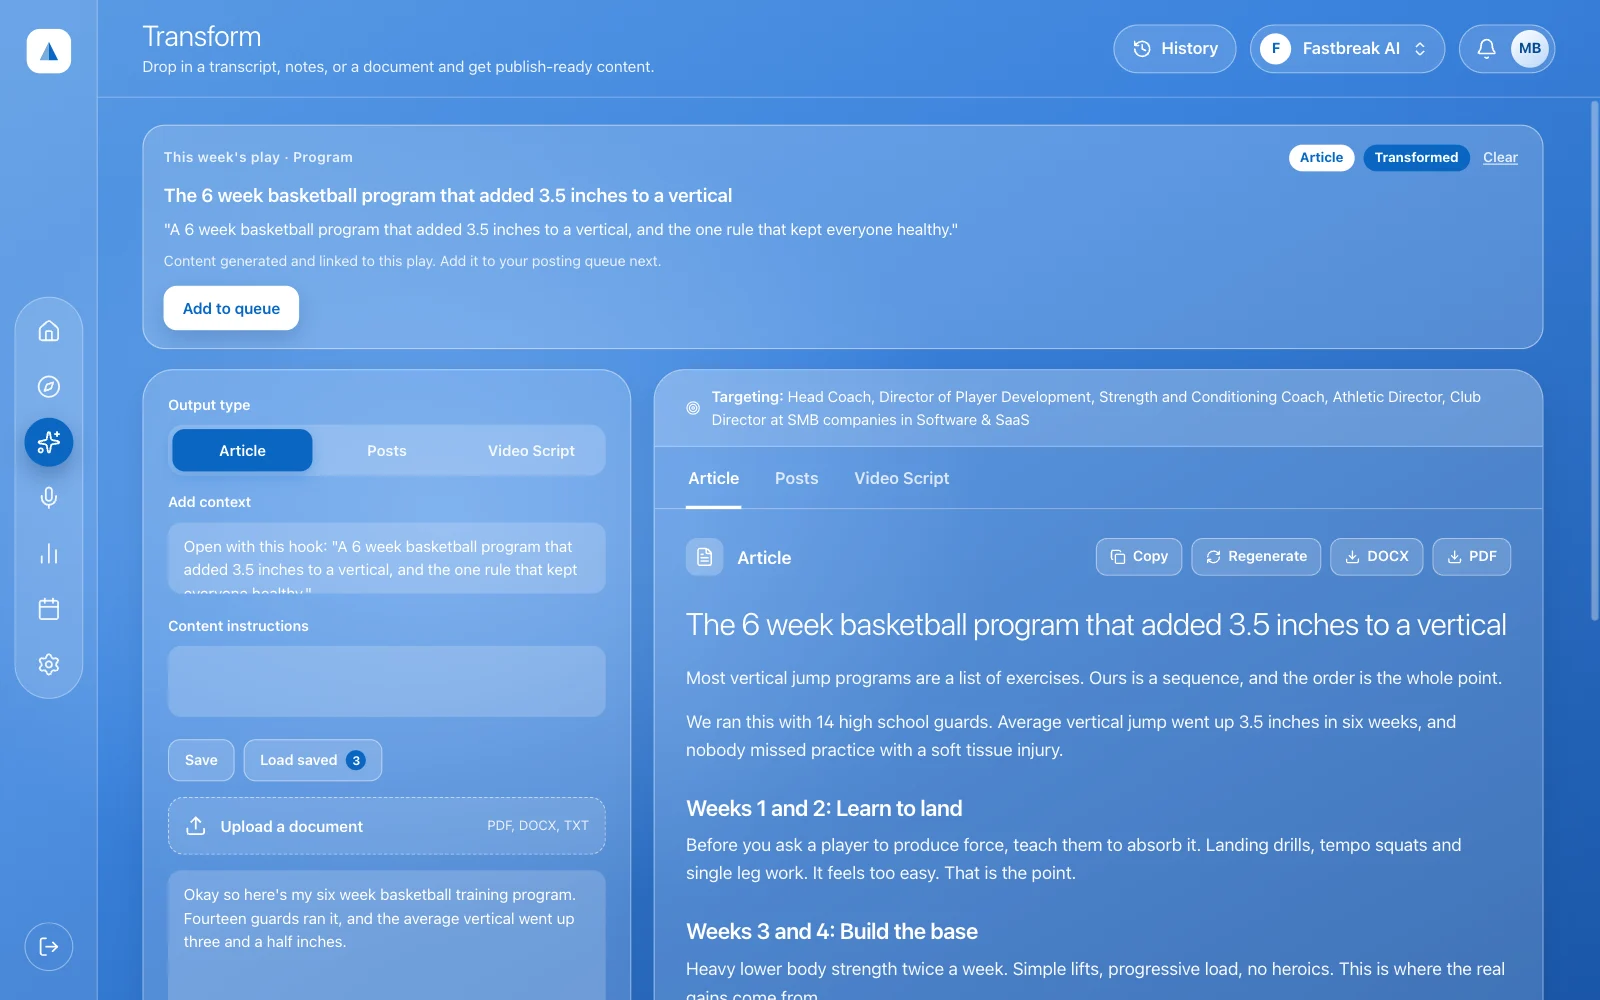 Transform
Drop in a transcript, notes, or a document and get publish-ready content.
History
F
Fastbreak AI
MB
This week's play · Program
Article
Transformed
Clear
The 6 week basketball program that added 3.5 inches to a vertical
"A 6 week basketball program that added 3.5 inches to a vertical, and the one rule that kept everyone healthy."
Content generated and linked to this play. Add it to your posting queue next.
Add to queue
Output type
Article
Posts
Video Script
Add context
Open with this hook: "A 6 week basketball program that
added 3.5 inches to a vertical, and the one rule that kept
everyone healthy."
Content instructions
Save
Load saved 3
Upload a document
PDF, DOCX, TXT
Okay so here's my six week basketball training program.
Fourteen guards ran it, and the average vertical went up
three and a half inches.
Targeting: Head Coach, Director of Player Development, Strength and Conditioning Coach, Athletic Director, Club
Director at SMB companies in Software & SaaS
Article
Posts
Video Script
Article
Copy
Regenerate
DOCX
PDF
The 6 week basketball program that added 3.5 inches to a vertical
Most vertical jump programs are a list of exercises. Ours is a sequence, and the order is the whole point.
We ran this with 14 high school guards. Average vertical jump went up 3.5 inches in six weeks, and
nobody missed practice with a soft tissue injury.
Weeks 1 and 2: Learn to land
Before you ask a player to produce force, teach them to absorb it. Landing drills, tempo squats and
single leg work. It feels too easy. That is the point.
Weeks 3 and 4: Build the base
Heavy lower body strength twice a week. Simple lifts, progressive load, no heroics. This is where the real
gains come from.